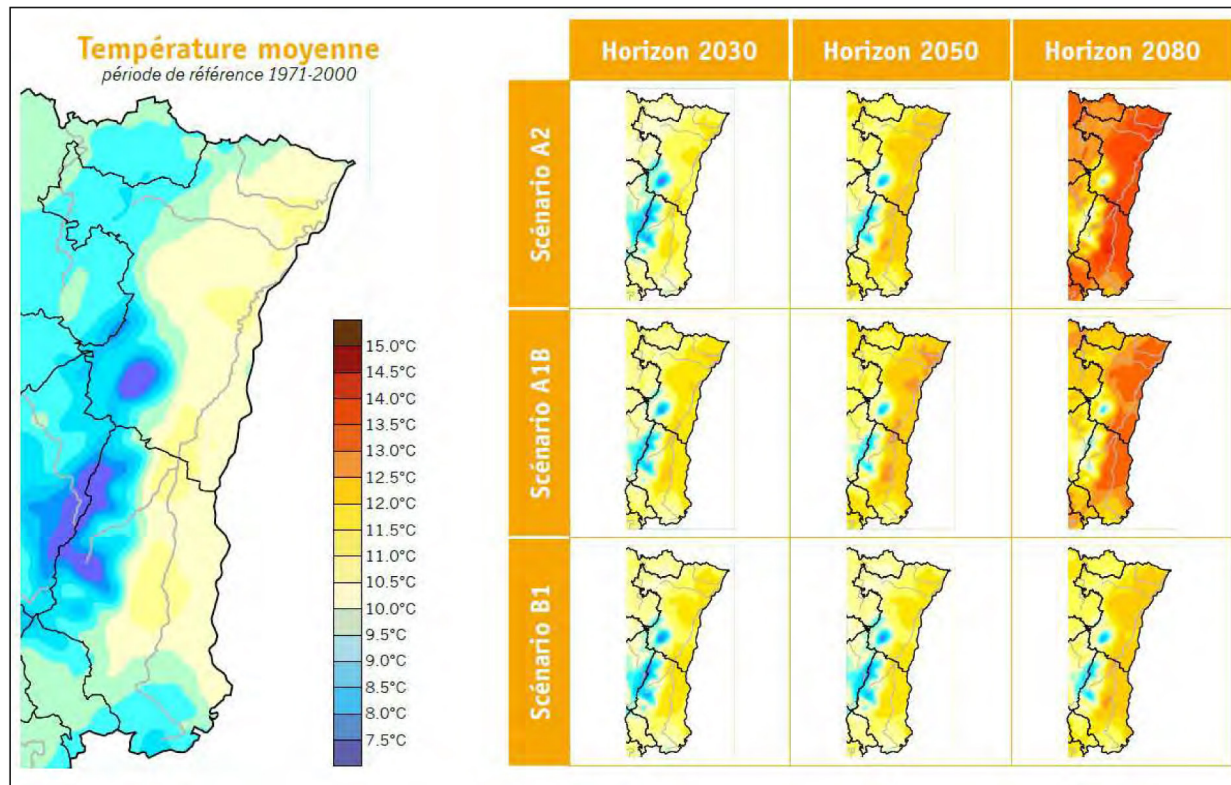 Température moyenne
période de référence 1971-2000
15.0°C
14.5°C
14.0°C
13.5°C
13.0°C
12.5°C
12.0°C
11.5°C
11.0°C
10.5°C
10.0°C
9.5°C
9.0°C
8.5°C
8.0°C
7.5°C
Horizon 2030
Horizon 2050
Horizon 2080
Scénario A2
Scénario A1B
Scénario B1